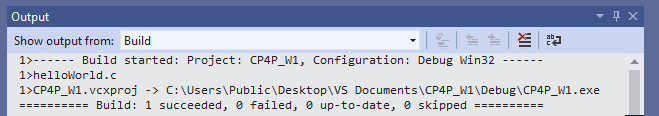 Output
Show output from: Build
1>------ Build started: Project: CP4P_W1, Configuration: Debug Win32 ------
1>helloWorld.c
1>CP4P_W1.vcxproj -> C:\Users\Public\Desktop\VS Documents\CP4P_W1\Debug\CP4P_W1.exe
========== Build: 1 succeeded, 0 failed, 0 up-to-date, 0 skipped ==========